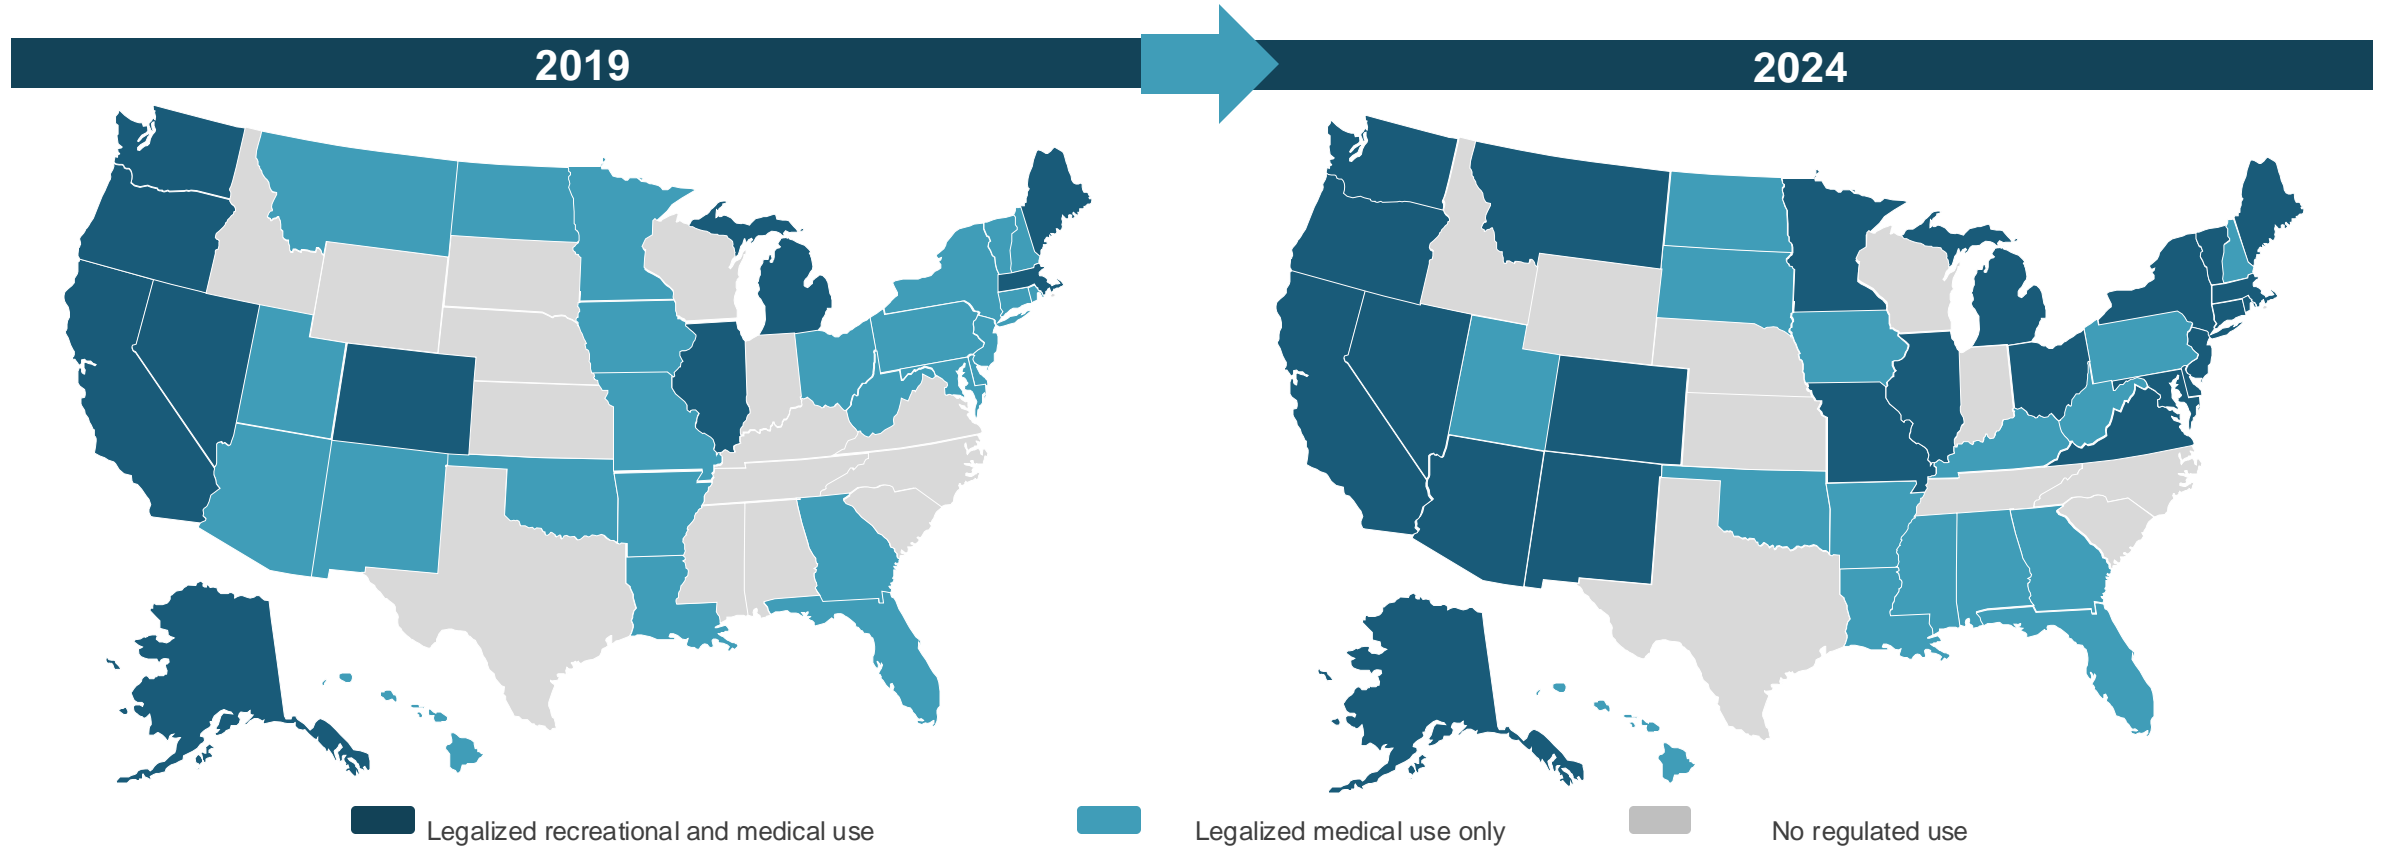 2019
2024
Legalized recreational and medical use
Legalized medical use only
No regulated use